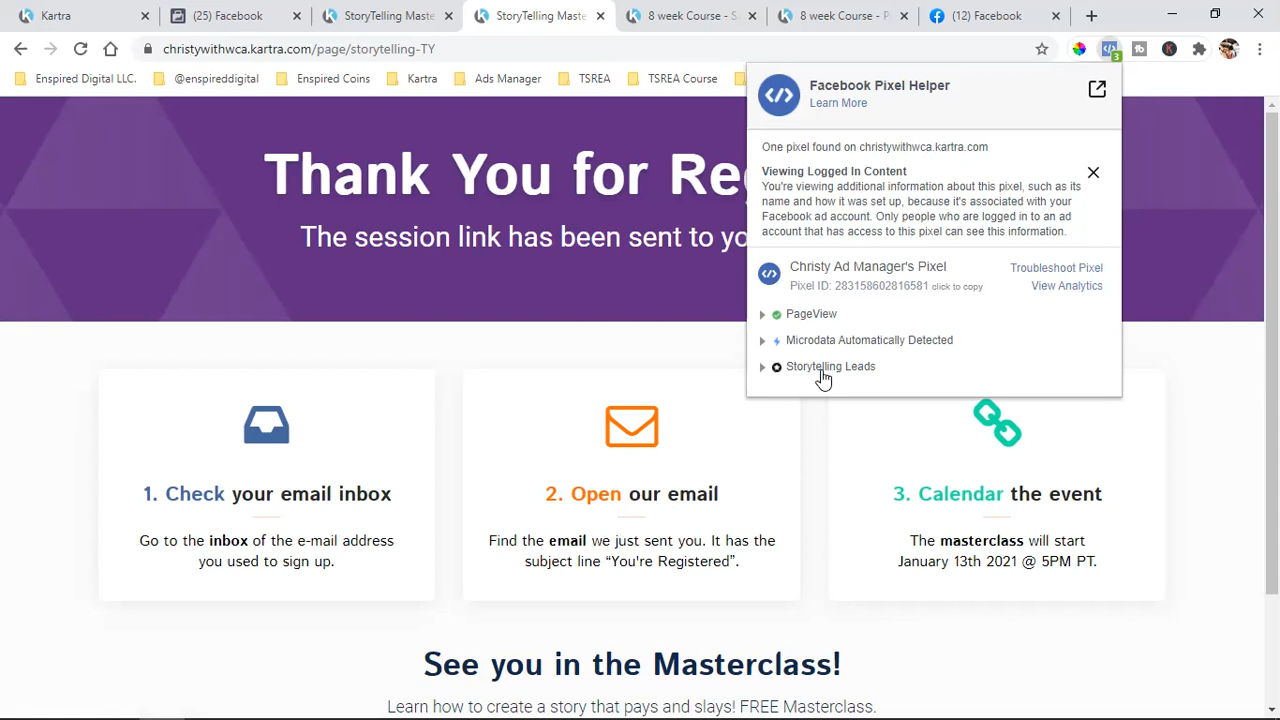 Kartra
(25) Facebook
StoryTelling Maste
StoryTelling Maste
8 week Course - S
8 week Course - P
(12) Facebook
christywithwca.kartra.com/page/storytelling-TY
3
Enspired Digital LLC.
@enspireddigital
Enspired Coins
Kartra
Ads Manager
TSREA
TSREA Course
Thank You for Re
The session link has been sent to yo
Facebook Pixel Helper
Learn More
One pixel found on christywithwca.kartra.com
Viewing Logged In Content
You're viewing additional information about this pixel, such as its
name and how it was set up, because it's associated with your
Facebook ad account. Only people who are logged in to an ad
account that has access to this pixel can see this information.
Christy Ad Manager's Pixel
Troubleshoot Pixel
Pixel ID: 283158602816581 click to copy
View Analytics
PageView
Microdata Automatically Detected
Storytelling Leads
1. Check your email inbox
Go to the inbox of the e-mail address
you used to sign up.
2. Open our email
Find the email we just sent you. It has the
subject line “You're Registered”.
3. Calendar the event
The masterclass will start
January 13th 2021 @ 5PM PT.
See you in the Masterclass!
Learn how to create a story that pays and slays! FREE Masterclass.